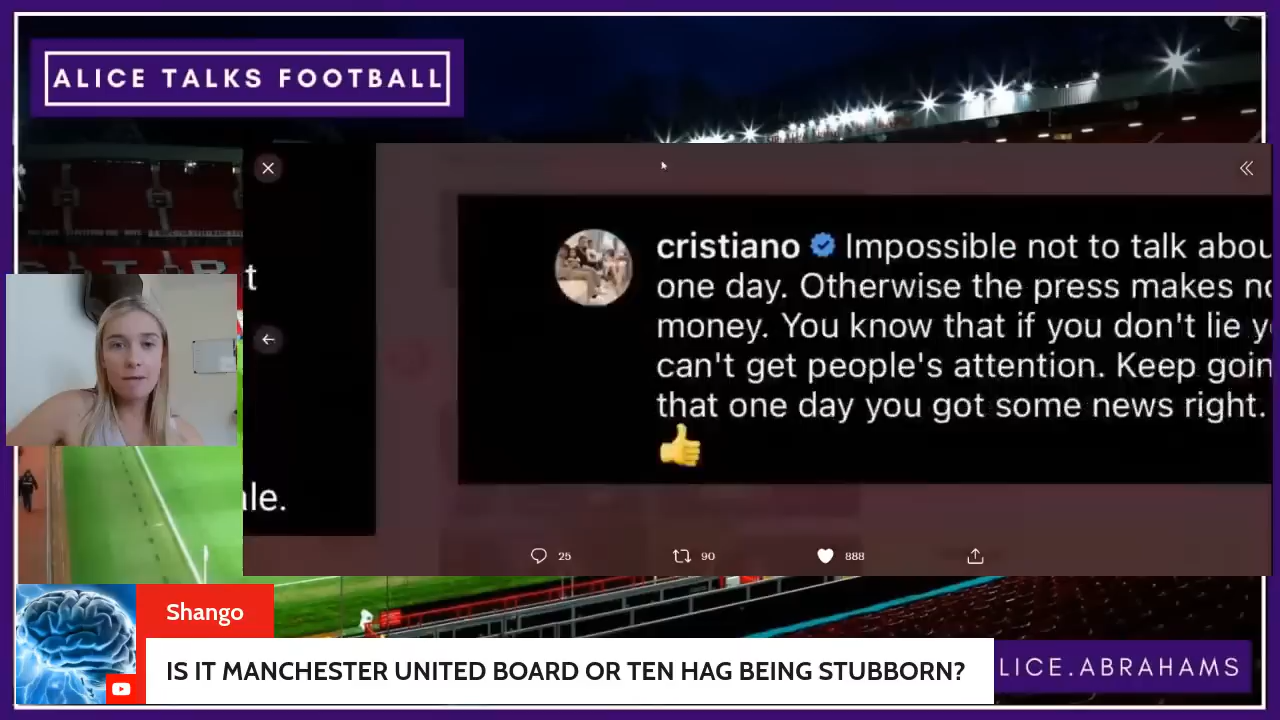 ALICE TALKS FOOTBALL
cristiano Impossible not to talk abou
one day. Otherwise the press makes no
money. You know that if you don't lie y
can't get people's attention. Keep goin
that one day you got some news right.
👍
t
ale.
25 90 888
Shango
IS IT MANCHESTER UNITED BOARD OR TEN HAG BEING STUBBORN?
LICE.ABRAHAMS